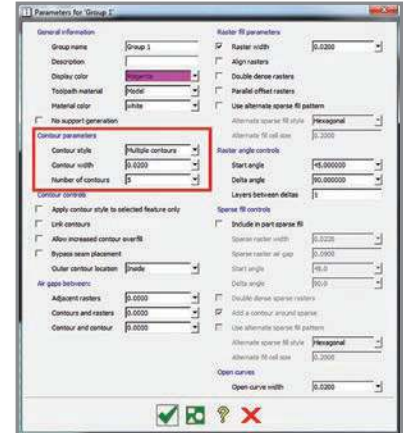 Parameters for 'Group 1'
General information
Group name Group 1
Description
Display color Magenta
Toolpath material Model
Material color white
No support generation
Contour parameters
Contour style Multiple contours
Contour width 0.0200
Number of contours 5
Contour controls
Apply contour style to selected feature only
Link contours
Allow increased contour overfill
Bypass seam placement
Outer contour location Inside
Air gaps between:
Adjacent rasters 0.0000
Contours and rasters 0.0000
Contour and contour 0.0000
Raster fill parameters
Raster width 0.0200
Align rasters
Double dense rasters
Parallel offset rasters
Use alternate sparse fill pattern
Alternate sparse fill style Hexagonal
Alternate fill cell size 0.2000
Raster angle controls
Start angle 45.000000
Delta angle 90.000000
Layers between deltas 1
Sparse fill controls
Include in part sparse fill
Sparse raster width
Sparse raster air gap
Start angle
Delta angle 90.0
Double dense sparse rasters
Add a contour around sparse
Use alternate sparse fill pattern
Alternate sparse fill style Hexagonal
Alternate fill cell size 0.2000
Open curves
Open curve width 0.0200